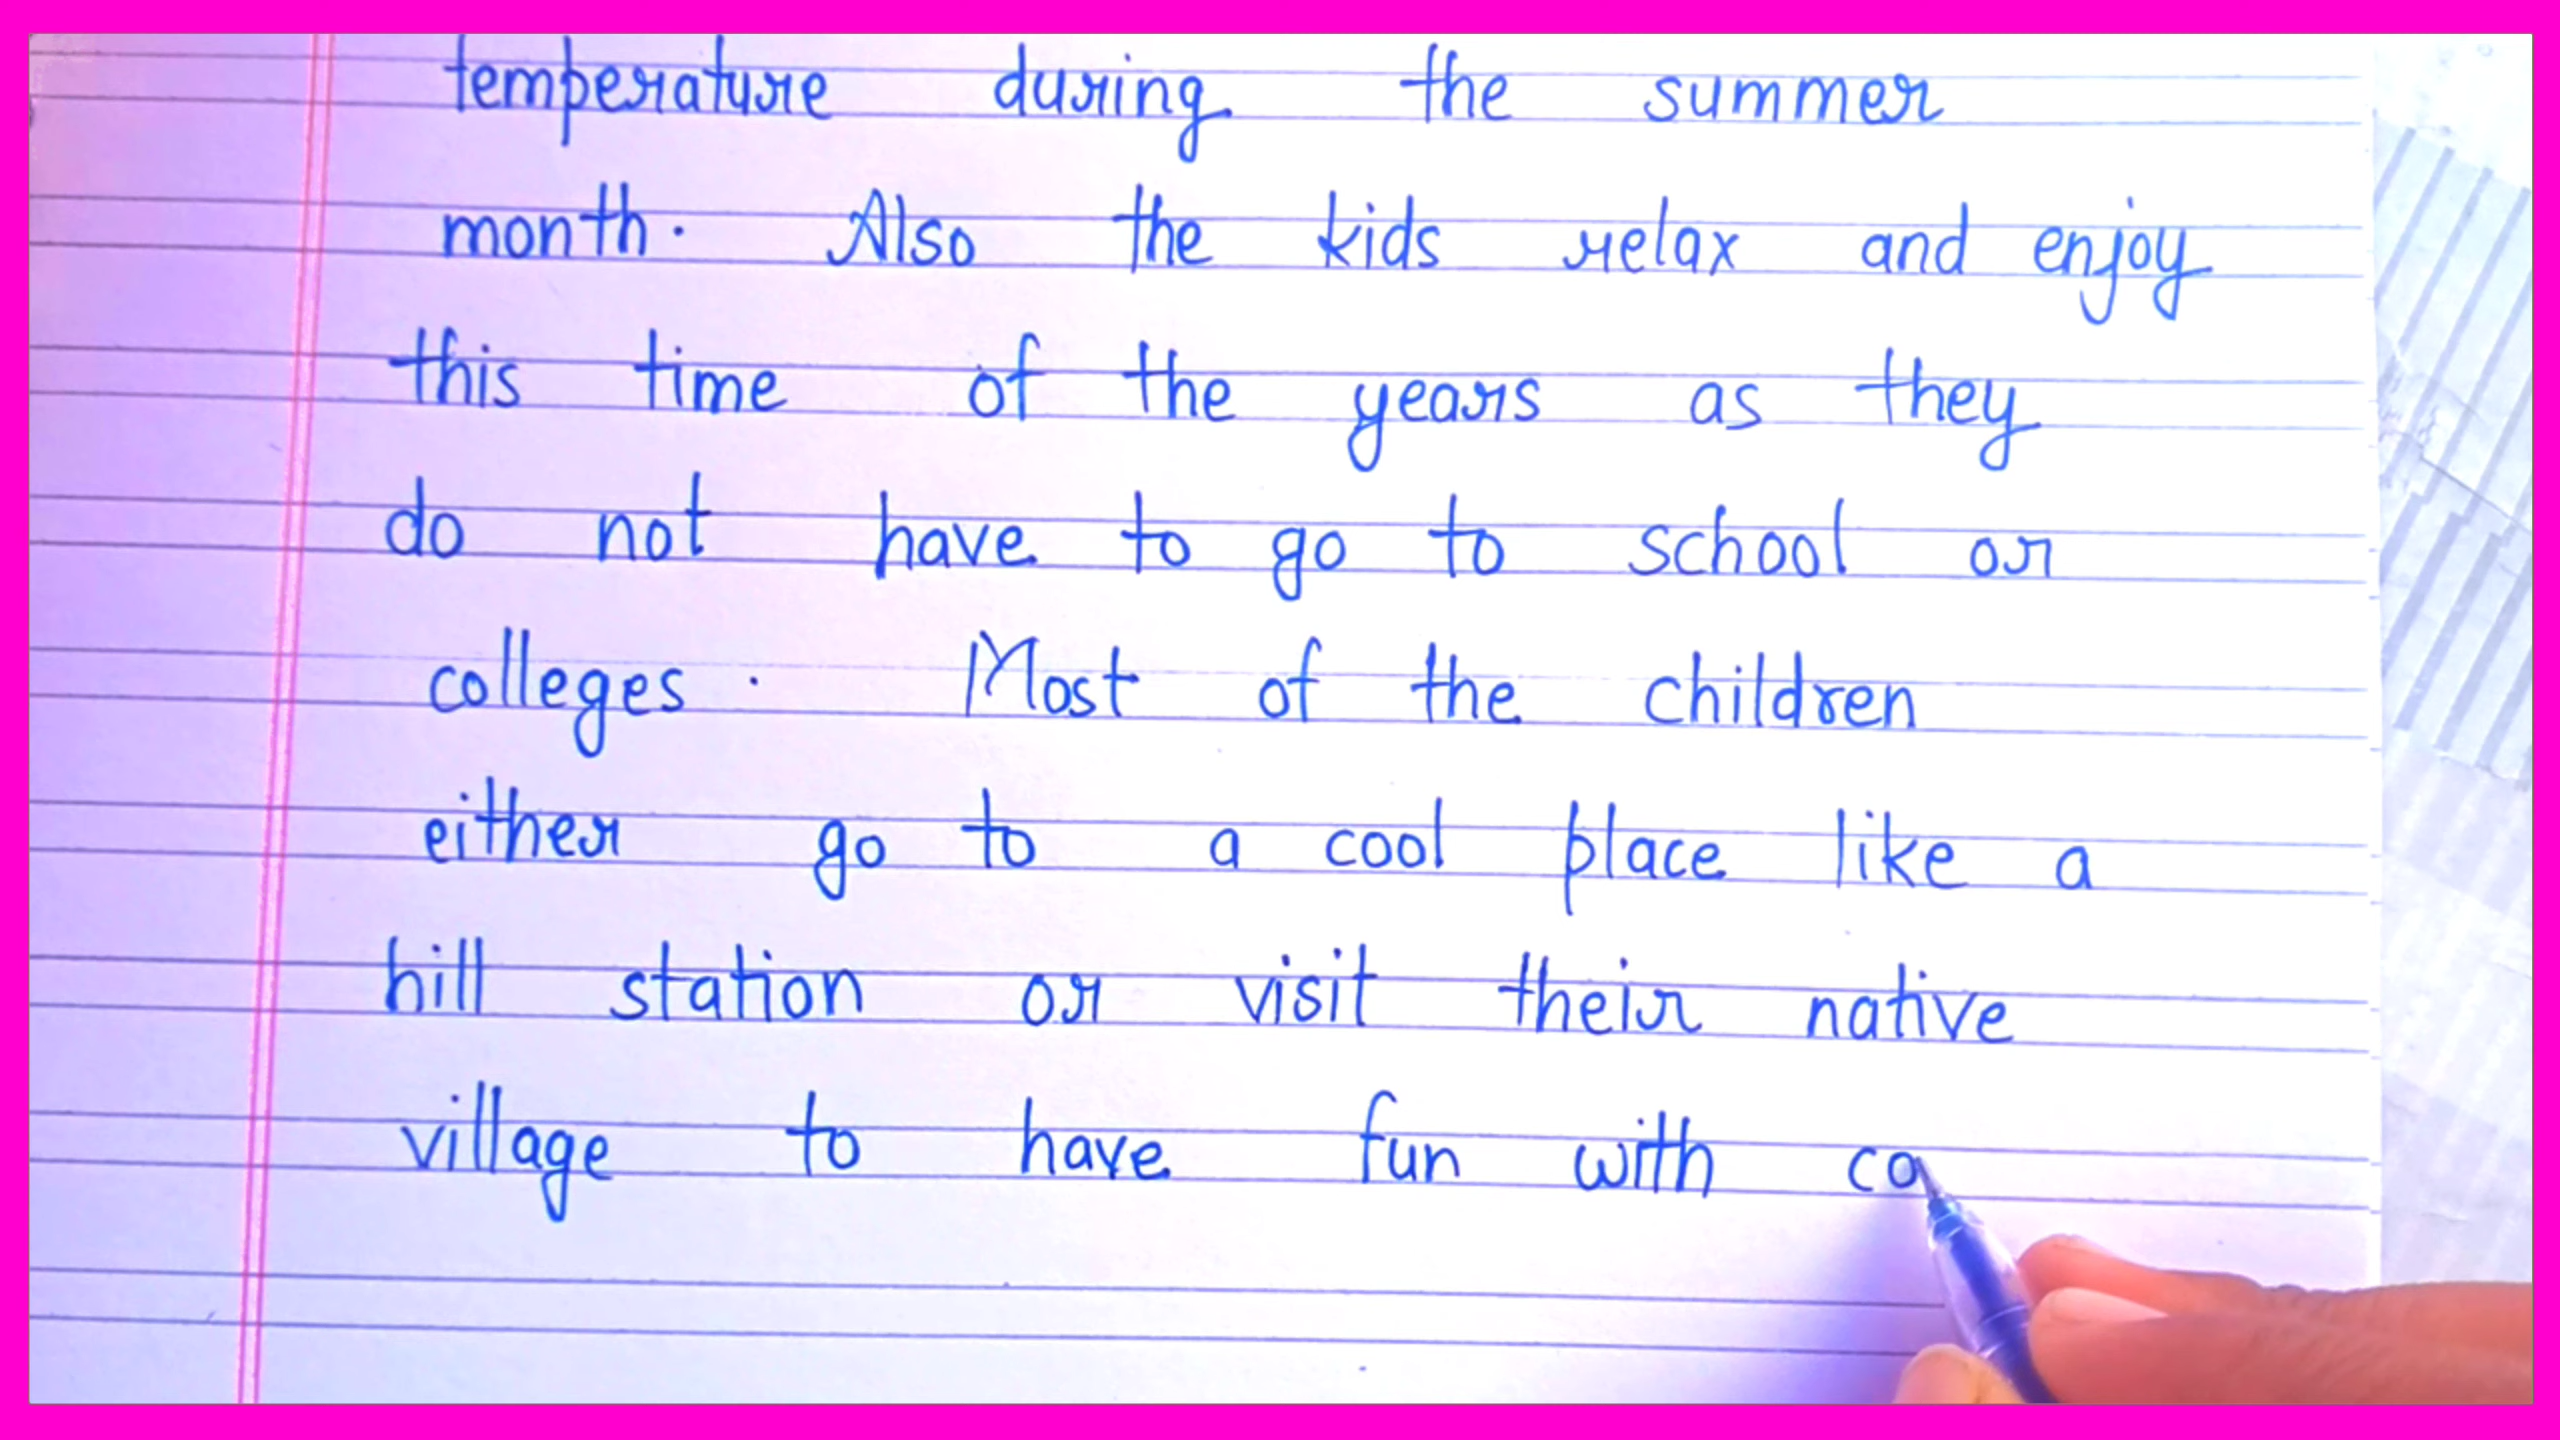 temperature during the summer
month. Also the kids relax and enjoy
this time of the years as they
do not have to go to school or
colleges. Most of the children
either go to a cool place like a
hill station or visit their native
village to have fun with co